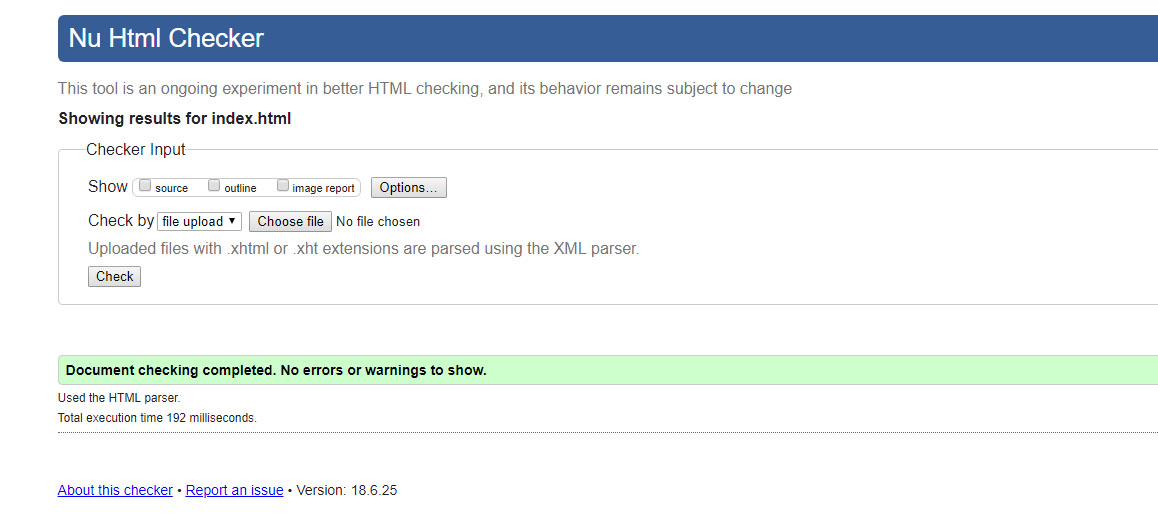 Nu Html Checker
This tool is an ongoing experiment in better HTML checking, and its behavior remains subject to change
Showing results for index.html
Checker Input
Show source outline image report Options...
Check by file upload Choose file No file chosen
Uploaded files with .xhtml or .xht extensions are parsed using the XML parser.
Check
Document checking completed. No errors or warnings to show.
Used the HTML parser.
Total execution time 192 milliseconds.
About this checker • Report an issue • Version: 18.6.25